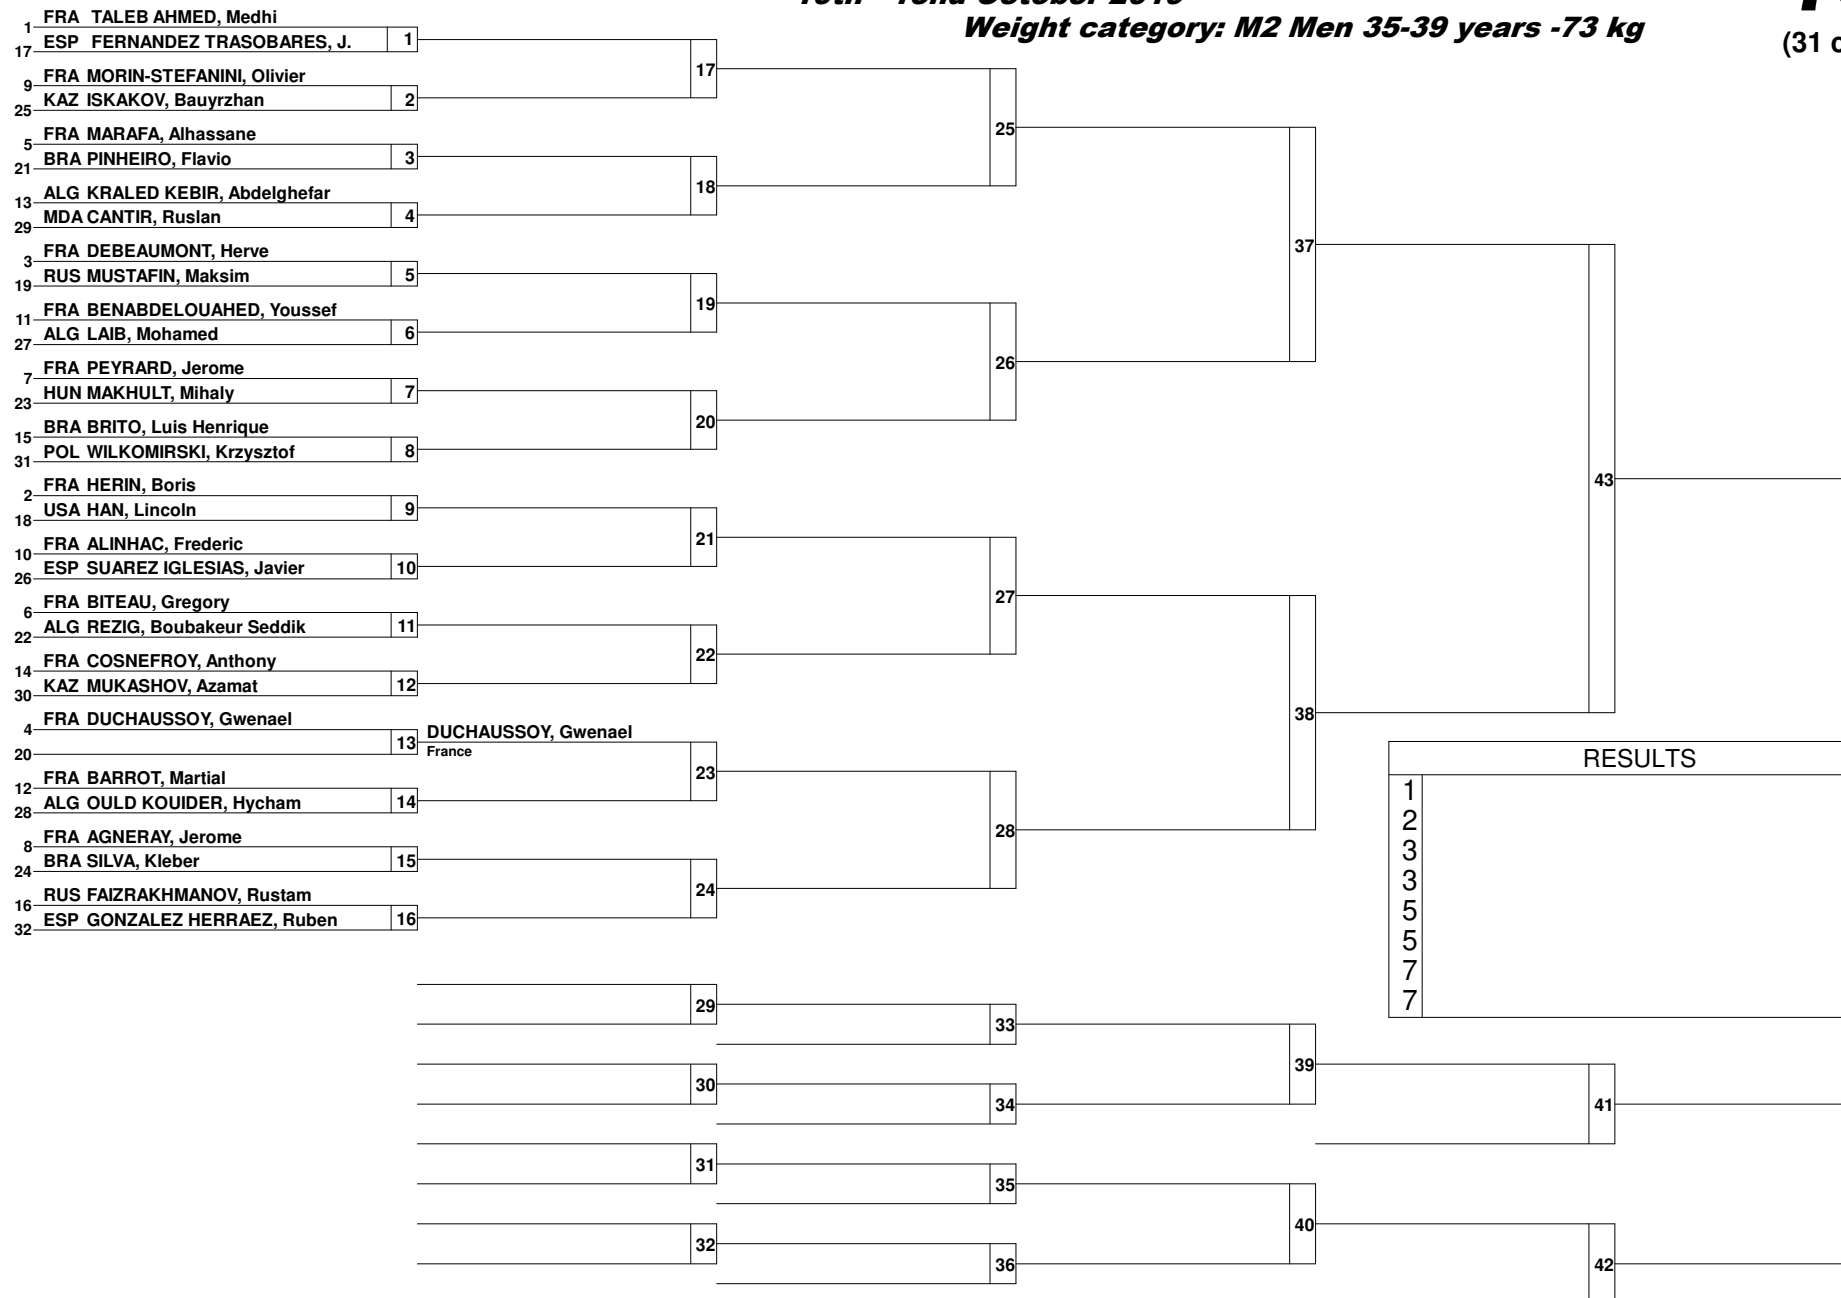 Weight category: M2 Men 35-39 years -73 kg
(31 c
1 FRA TALEB AHMED, Medhi
17 ESP FERNANDEZ TRASOBARES, J. 1
9 FRA MORIN-STEFANINI, Olivier
25 KAZ ISKAKOV, Bauyrzhan 2
5 FRA MARAFA, Alhassane
21 BRA PINHEIRO, Flavio 3
13 ALG KRALED KEBIR, Abdelghefar
29 MDA CANTIR, Ruslan 4
3 FRA DEBEAUMONT, Herve
19 RUS MUSTAFIN, Maksim 5
11 FRA BENABDELOUAHED, Youssef
27 ALG LAIB, Mohamed 6
7 FRA PEYRARD, Jerome
23 HUN MAKHULT, Mihaly 7
15 BRA BRITO, Luis Henrique
31 POL WILKOMIRSKI, Krzysztof 8
2 FRA HERIN, Boris
18 USA HAN, Lincoln 9
10 FRA ALINHAC, Frederic
26 ESP SUAREZ IGLESIAS, Javier 10
6 FRA BITEAU, Gregory
22 ALG REZIG, Boubakeur Seddik 11
14 FRA COSNEFROY, Anthony
30 KAZ MUKASHOV, Azamat 12
4 FRA DUCHAUSSOY, Gwenael
20 13
12 FRA BARROT, Martial
28 ALG OULD KOUIDER, Hycham 14
8 FRA AGNERAY, Jerome
24 BRA SILVA, Kleber 15
16 RUS FAIZRAKHMANOV, Rustam
32 ESP GONZALEZ HERRAEZ, Ruben 16
DUCHAUSSOY, Gwenael
France
17
18
19
20
21
22
23
24
25
26
27
28
37
38
43
RESULTS
1
2
3
3
5
5
7
7
29
30
31
32
33
34
35
36
39
40
41
42